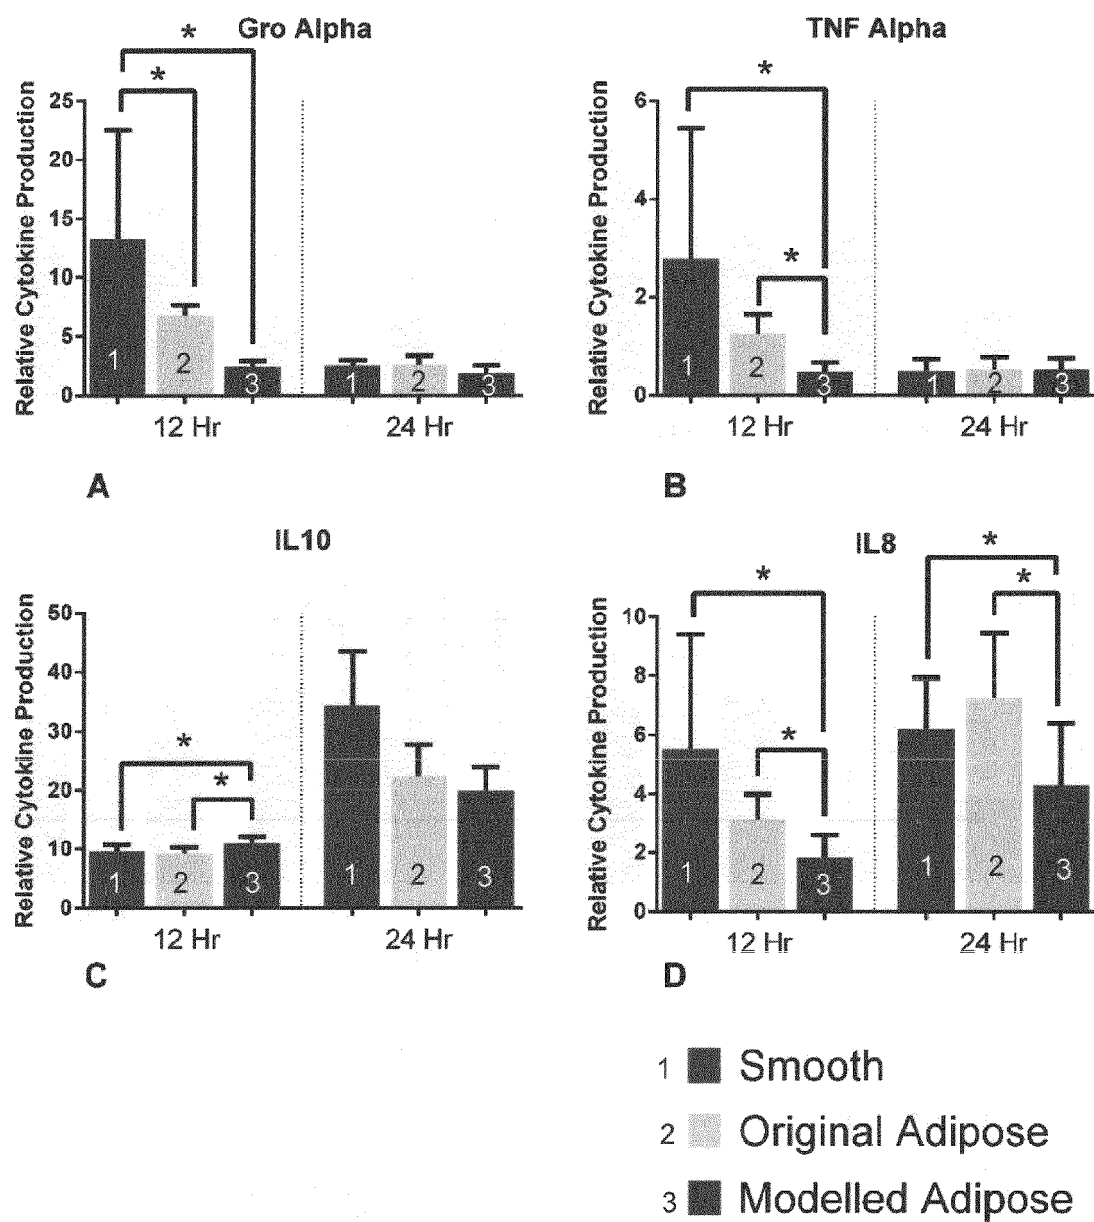 Gro Alpha
*
*
Relative Cytokine Production
25
20
15
10
5
0
1
2
3
1
2
3
12 Hr
24 Hr
A
TNF Alpha
*
*
Relative Cytokine Production
6
4
2
0
1
2
3
1
2
3
12 Hr
24 Hr
B
IL10
*
*
Relative Cytokine Production
50
40
30
20
10
0
1
2
3
1
2
3
12 Hr
24 Hr
C
IL8
*
*
*
*
Relative Cytokine Production
10
8
6
4
2
0
1
2
3
1
2
3
12 Hr
24 Hr
D
1 Smooth
2 Original Adipose
3 Modelled Adipose